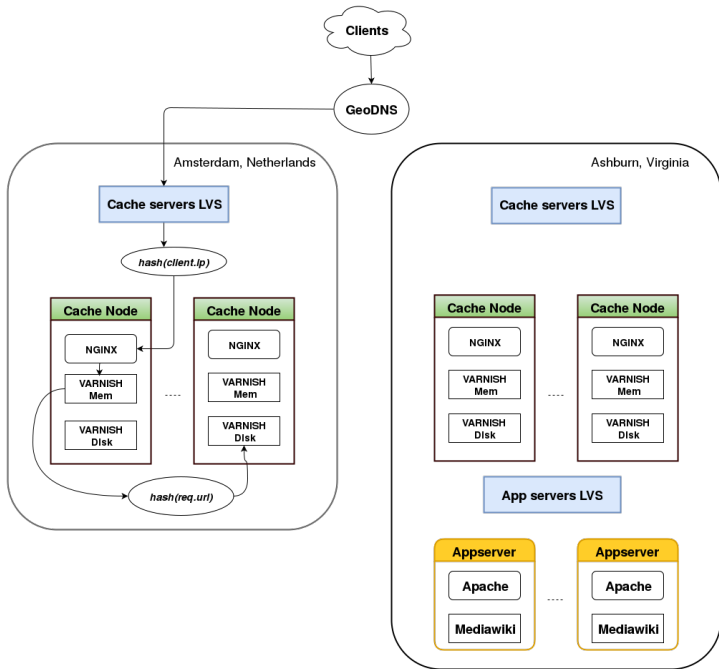 Clients
GeoDNS
Amsterdam, Netherlands
Cache servers LVS
hash(client.ip)
Cache Node
NGINX
VARNISH
Mem
VARNISH
Disk
....
Cache Node
NGINX
VARNISH
Mem
VARNISH
Disk
hash(req.url)
Ashburn, Virginia
Cache servers LVS
Cache Node
NGINX
VARNISH
Mem
VARNISH
Disk
....
Cache Node
NGINX
VARNISH
Mem
VARNISH
Disk
App servers LVS
Appserver
Apache
Mediawiki
....
Appserver
Apache
Mediawiki